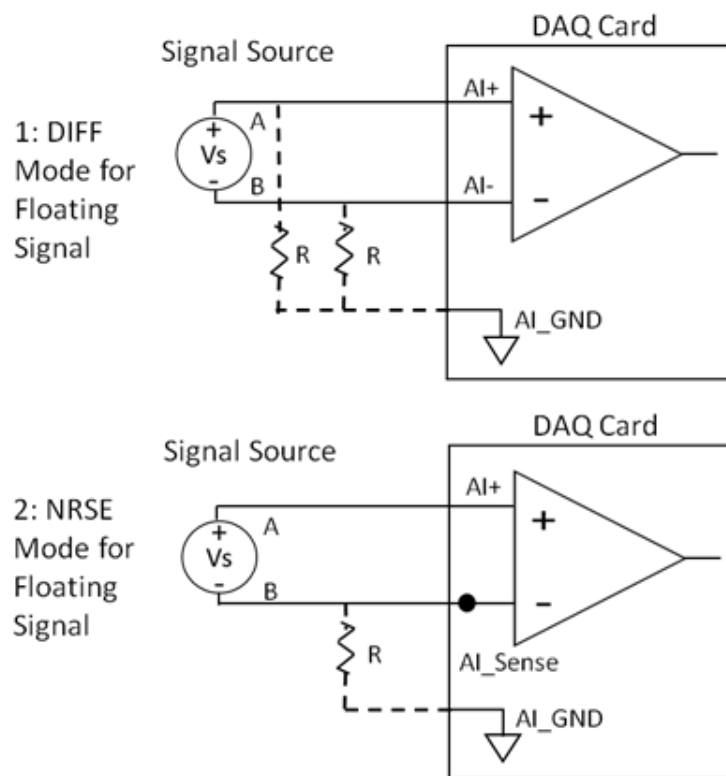 DAQ Card
Signal Source
AI+
+
A
+
1: DIFF
Mode for
Floating
Signal
Vs
-
B
AI-
-
R
R
AI_GND
DAQ Card
Signal Source
AI+
+
A
+
2: NRSE
Mode for
Floating
Signal
Vs
-
B
-
AI_Sense
R
AI_GND